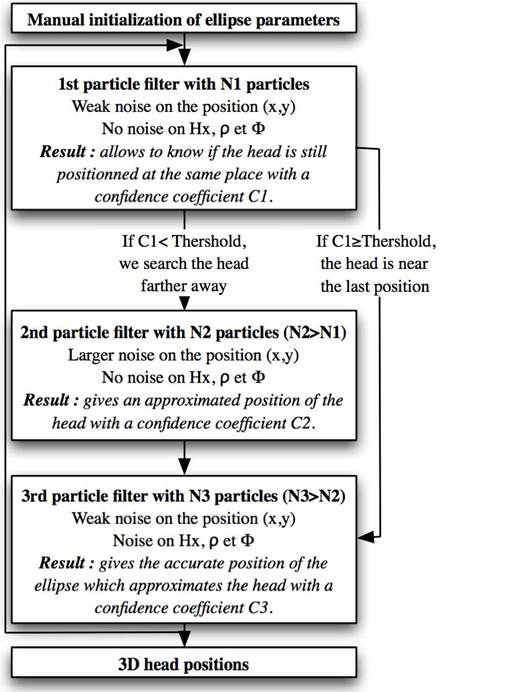 Manual initialization of ellipse parameters
1st particle filter with N1 particles
Weak noise on the position (x,y)
No noise on Hx, ρ et Φ
Result : allows to know if the head is still
positionned at the same place with a
confidence coefficient C1.
If C1< Thershold,
we search the head
farther away
If C1≥Thershold,
the head is near
the last position
2nd particle filter with N2 particles (N2>N1)
Larger noise on the position (x,y)
No noise on Hx, ρ et Φ
Result : gives an approximated position of the
head with a confidence coefficient C2.
3rd particle filter with N3 particles (N3>N2)
Weak noise on the position (x,y)
Noise on Hx, ρ et Φ
Result : gives the accurate position of the
ellipse which approximates the head with a
confidence coefficient C3.
3D head positions